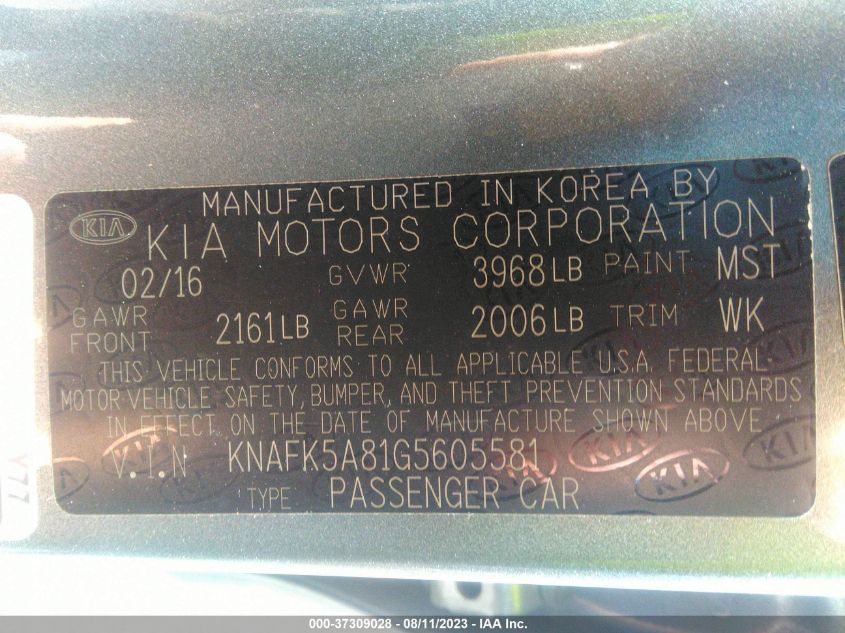 MANUFACTURED IN KOREA BY
KIA KIA MOTORS CORPORATION
02/16 GVWR 3968LB PAINT MST
GAWR FRONT 2161LB GAWR REAR 2006LB TRIM WK
THIS VEHICLE CONFORMS TO ALL APPLICABLE U.S.A. FEDERAL
MOTOR-VEHICLE SAFETY, BUMPER, AND THEFT PREVENTION STANDARDS
IN EFFECT ON THE DATE OF MANUFACTURE SHOWN ABOVE
V.I.N KNAFK5A81G5605581
TYPE PASSENGER CAR
Y77
000-37309028 - 08/11/2023 - IAA Inc.